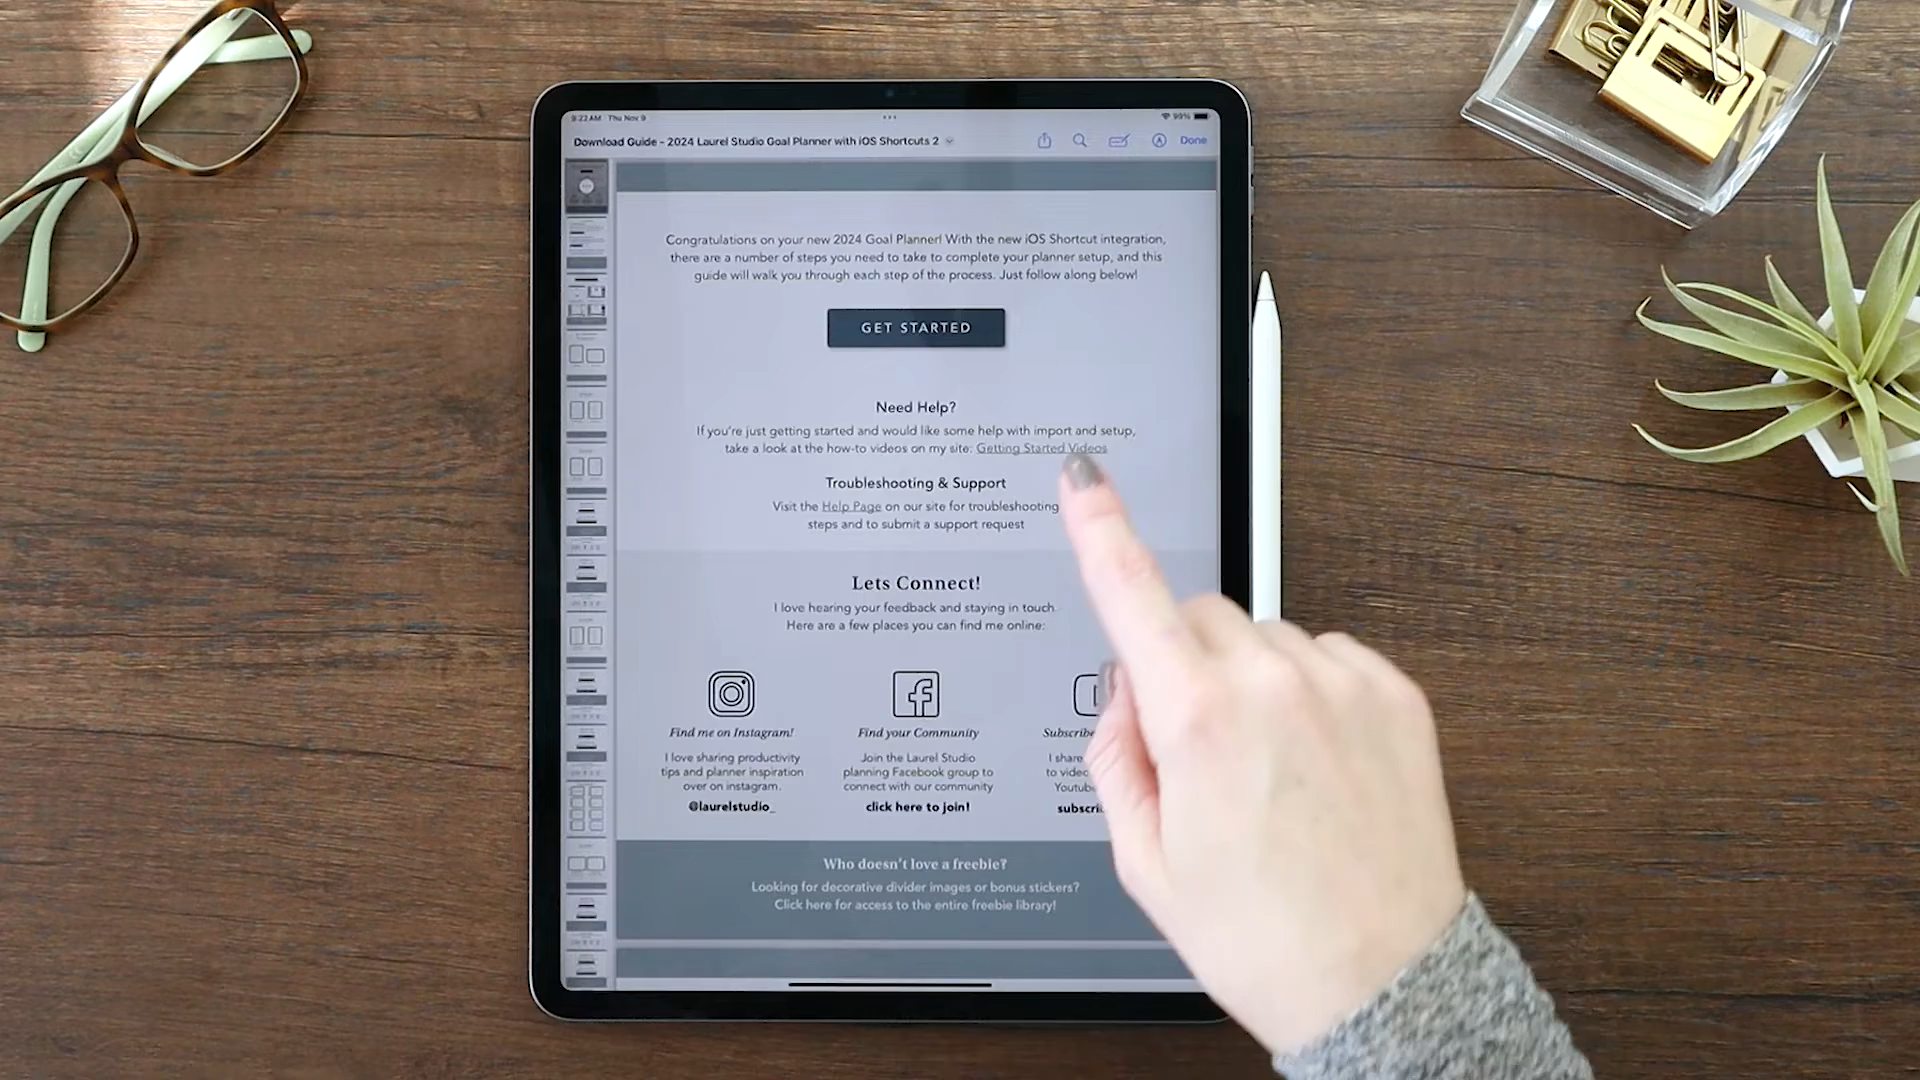 9:22 AM Thu Nov 9
99%
Download Guide - 2024 Laurel Studio Goal Planner with iOS Shortcuts 2
Done
Congratulations on your new 2024 Goal Planner! With the new iOS Shortcut integration,
there are a number of steps you need to take to complete your planner setup, and this
guide will walk you through each step of the process. Just follow along below!
GET STARTED
Need Help?
If you're just getting started and would like some help with import and setup,
take a look at the how-to videos on my site: Getting Started Videos
Troubleshooting & Support
Visit the Help Page on our site for troubleshooting
steps and to submit a support request
Lets Connect!
I love hearing your feedback and staying in touch.
Here are a few places you can find me online:
Find me on Instagram!
I love sharing productivity
tips and planner inspiration
over on instagram.
@laurelstudio_
Find your Community
Join the Laurel Studio
planning Facebook group to
connect with our community
click here to join!
Subscribe
I share
to
Who doesn't love a freebie?
Looking for decorative divider images or bonus stickers?
Click here for access to the entire freebie library!